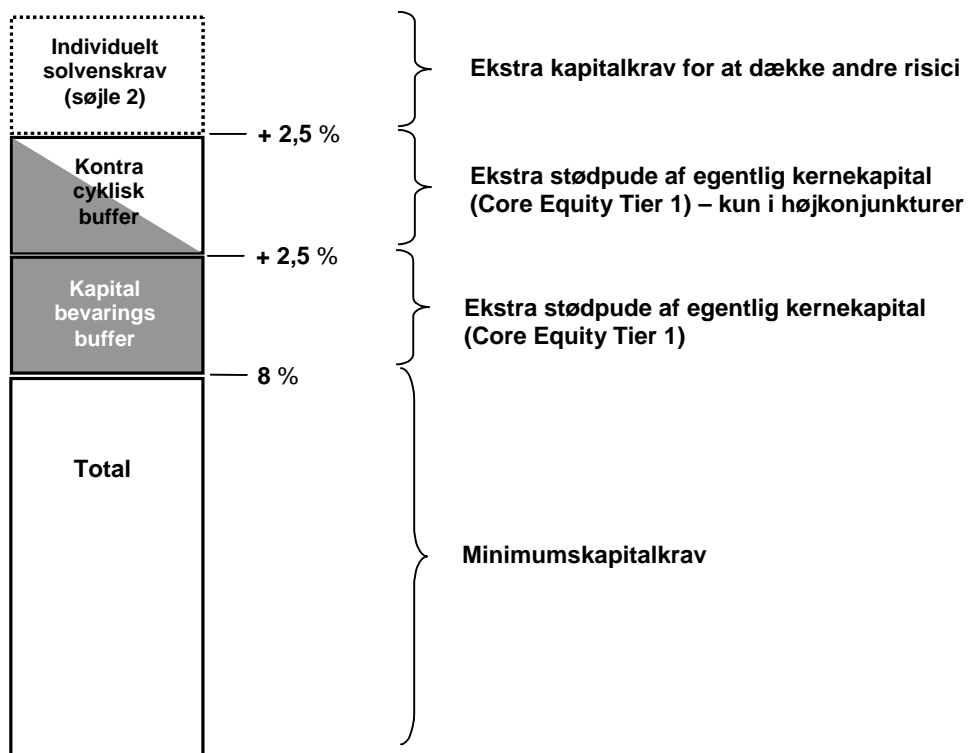 Individuelt
solvenskrav
(søjle 2)
Ekstra kapitalkrav for at dække andre risici
+ 2,5 %
Kontra
cyklisk
buffer
Ekstra stødpude af egentlig kernekapital
(Core Equity Tier 1) – kun i højkonjunkturer
+ 2,5 %
Kapital
bevarings
buffer
Ekstra stødpude af egentlig kernekapital
(Core Equity Tier 1)
8 %
Total
Minimumskapitalkrav